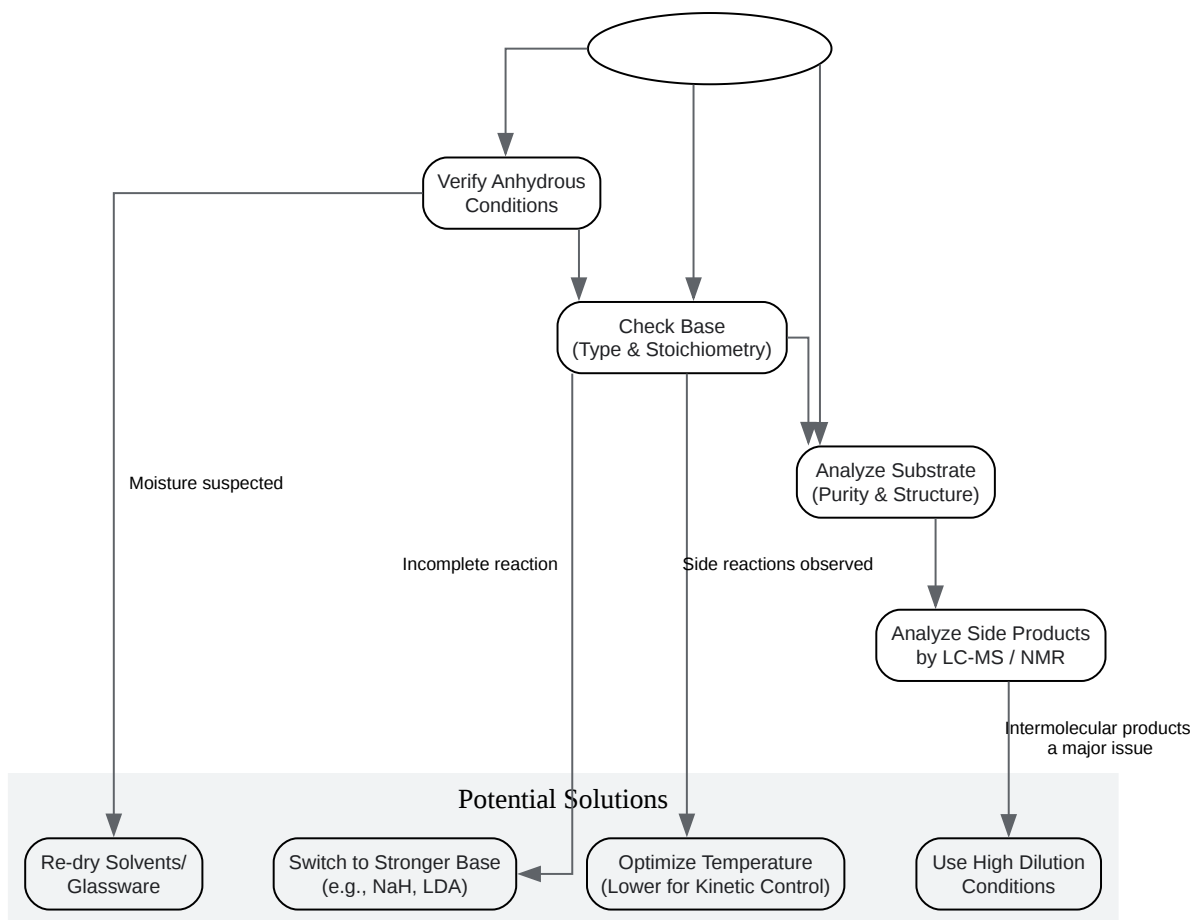 Verify Anhydrous
Conditions
Check Base
(Type & Stoichiometry)
Analyze Substrate
(Purity & Structure)
Moisture suspected
Incomplete reaction
Side reactions observed
Analyze Side Products
by LC-MS / NMR
Intermolecular products
a major issue
Potential Solutions
Re-dry Solvents/
Glassware
Switch to Stronger Base
(e.g., NaH, LDA)
Optimize Temperature
(Lower for Kinetic Control)
Use High Dilution
Conditions